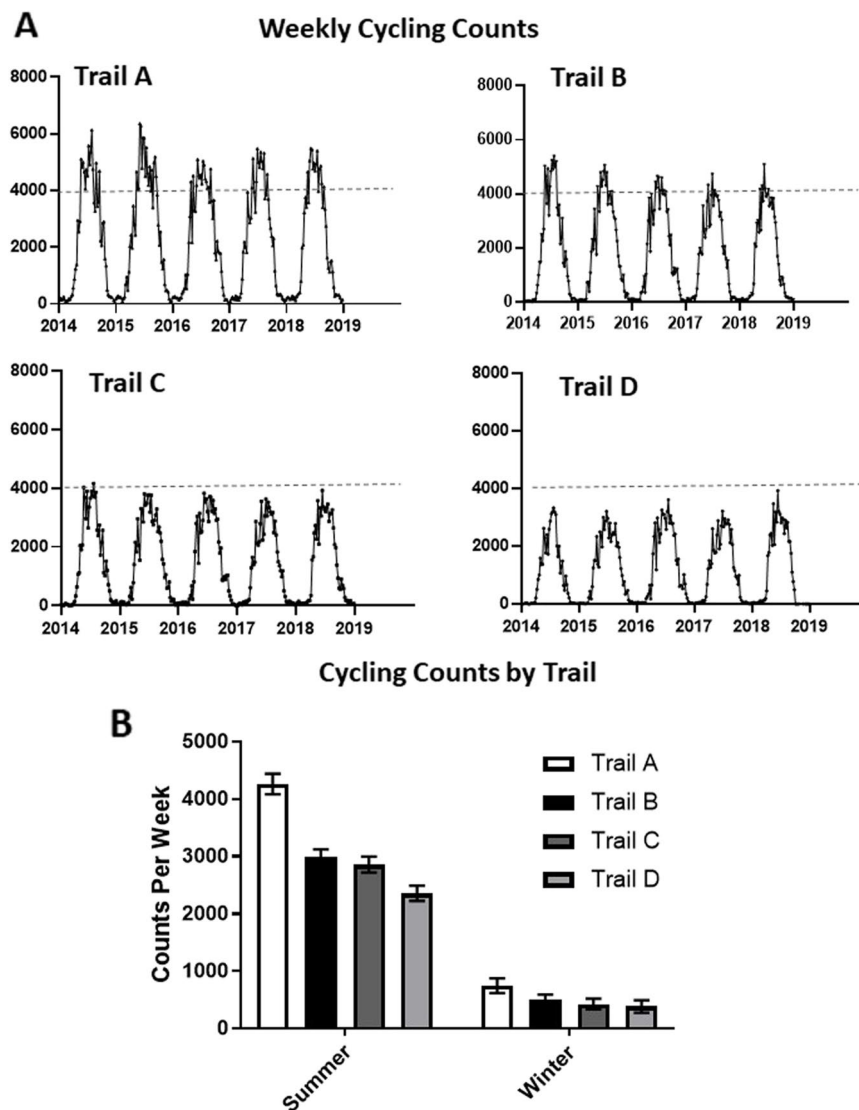 A
Weekly Cycling Counts
Trail A
8000
6000
4000
2000
0
2014 2015 2016 2017 2018 2019
Trail B
8000
6000
4000
2000
0
2014 2015 2016 2017 2018 2019
Trail C
8000
6000
4000
2000
0
2014 2015 2016 2017 2018 2019
Trail D
8000
6000
4000
2000
0
2014 2015 2016 2017 2018 2019
Cycling Counts by Trail
B
Counts Per Week
5000
4000
3000
2000
1000
0
Summer
Winter
Trail A
Trail B
Trail C
Trail D